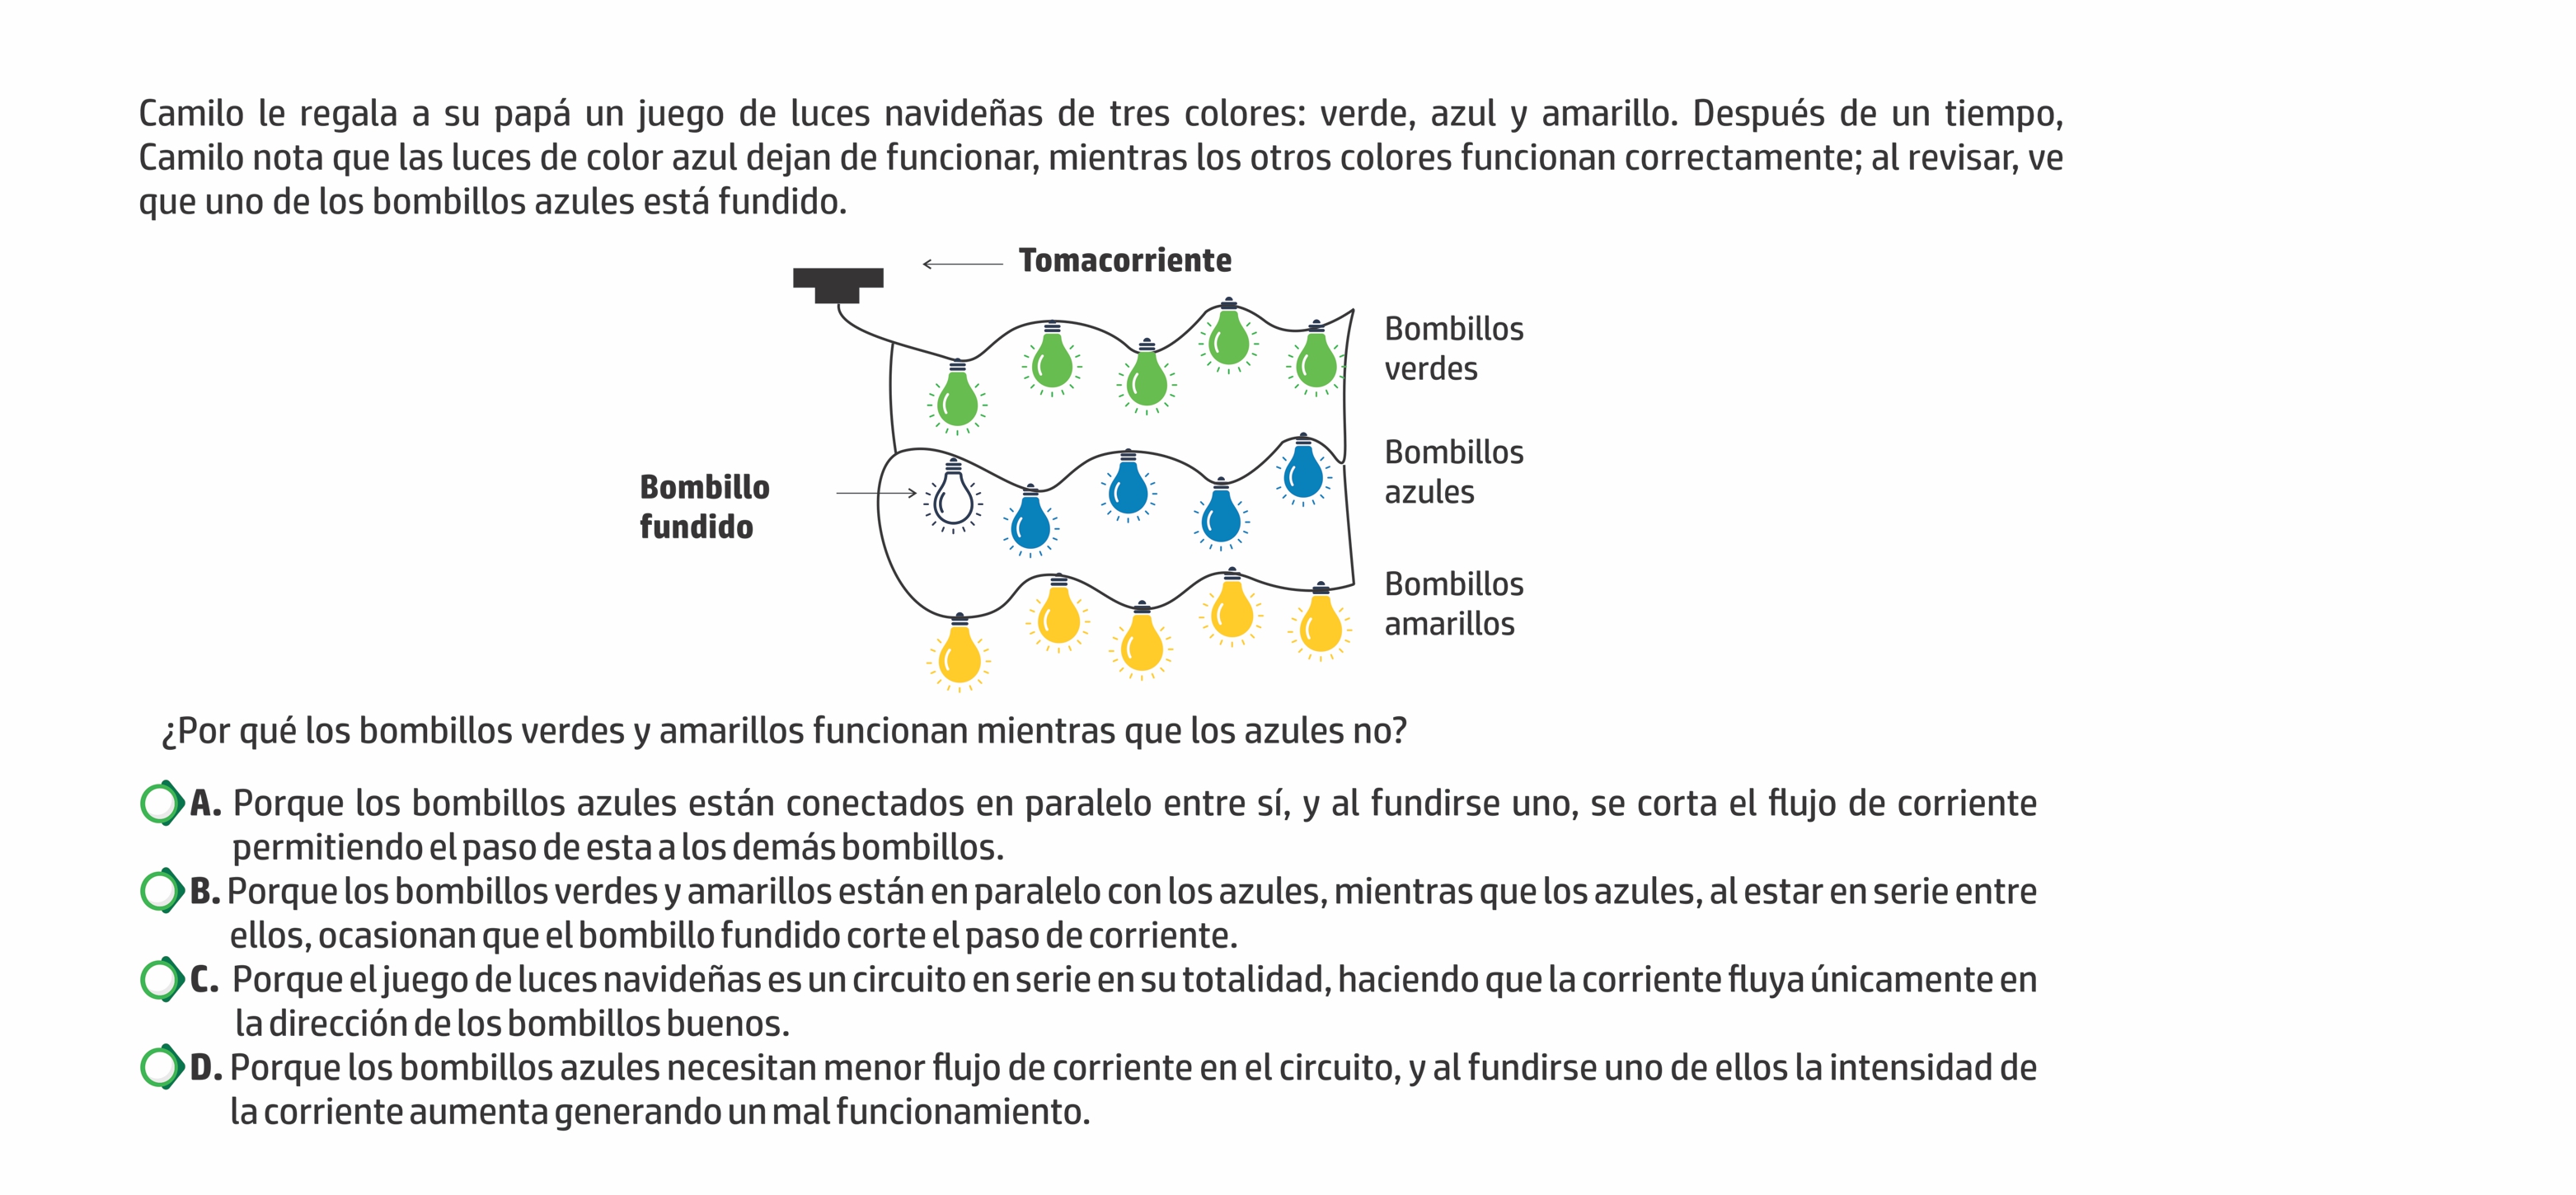 Camilo le regala a su papá un juego de luces navideñas de tres colores: verde, azul y amarillo. Después de un tiempo,
Camilo nota que las luces de color azul dejan de funcionar, mientras los otros colores funcionan correctamente; al revisar, ve
que uno de los bombillos azules está fundido.
Tomacorriente
Bombillos
verdes
Bombillos
azules
Bombillo
fundido
Bombillos
amarillos
¿Por qué los bombillos verdes y amarillos funcionan mientras que los azules no?
A. Porque los bombillos azules están conectados en paralelo entre sí, y al fundirse uno, se corta el flujo de corriente
permitiendo el paso de esta a los demás bombillos.
B. Porque los bombillos verdes y amarillos están en paralelo con los azules, mientras que los azules, al estar en serie entre
ellos, ocasionan que el bombillo fundido corte el paso de corriente.
C. Porque el juego de luces navideñas es un circuito en serie en su totalidad, haciendo que la corriente fluya únicamente en
la dirección de los bombillos buenos.
D. Porque los bombillos azules necesitan menor flujo de corriente en el circuito, y al fundirse uno de ellos la intensidad de
la corriente aumenta generando un mal funcionamiento.